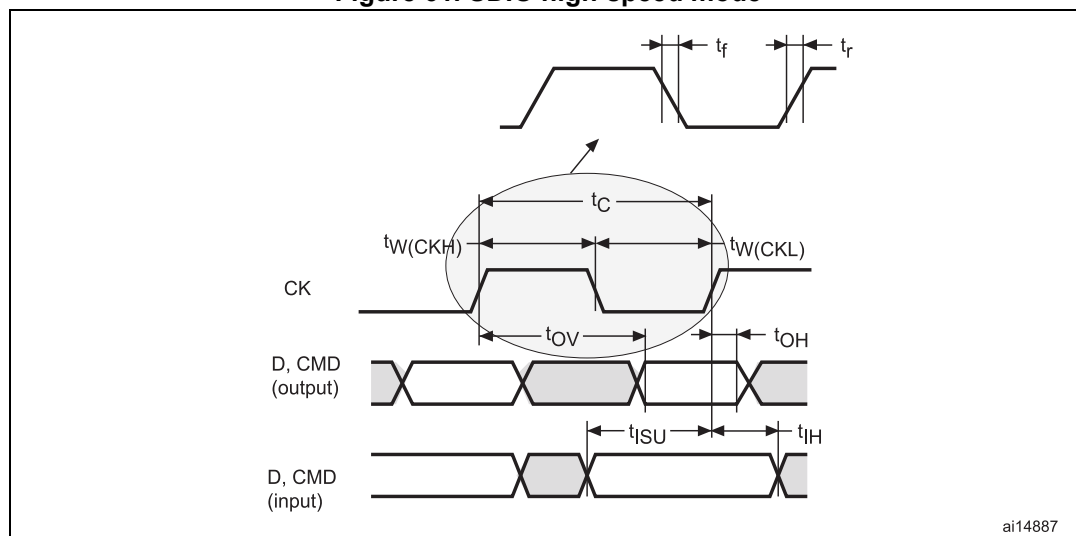 tf
tr
tC
tW(CKH)
tW(CKL)
CK
tOV
tOH
D, CMD
(output)
tISU
tIH
D, CMD
(input)
ai14887